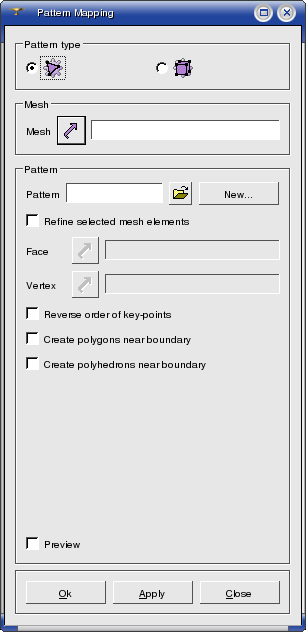 Pattern Mapping
Pattern type
Mesh
Mesh
Pattern
Pattern
New...
Refine selected mesh elements
Face
Vertex
Reverse order of key-points
Create polygons near boundary
Create polyhedrons near boundary
Preview
Ok Apply Close